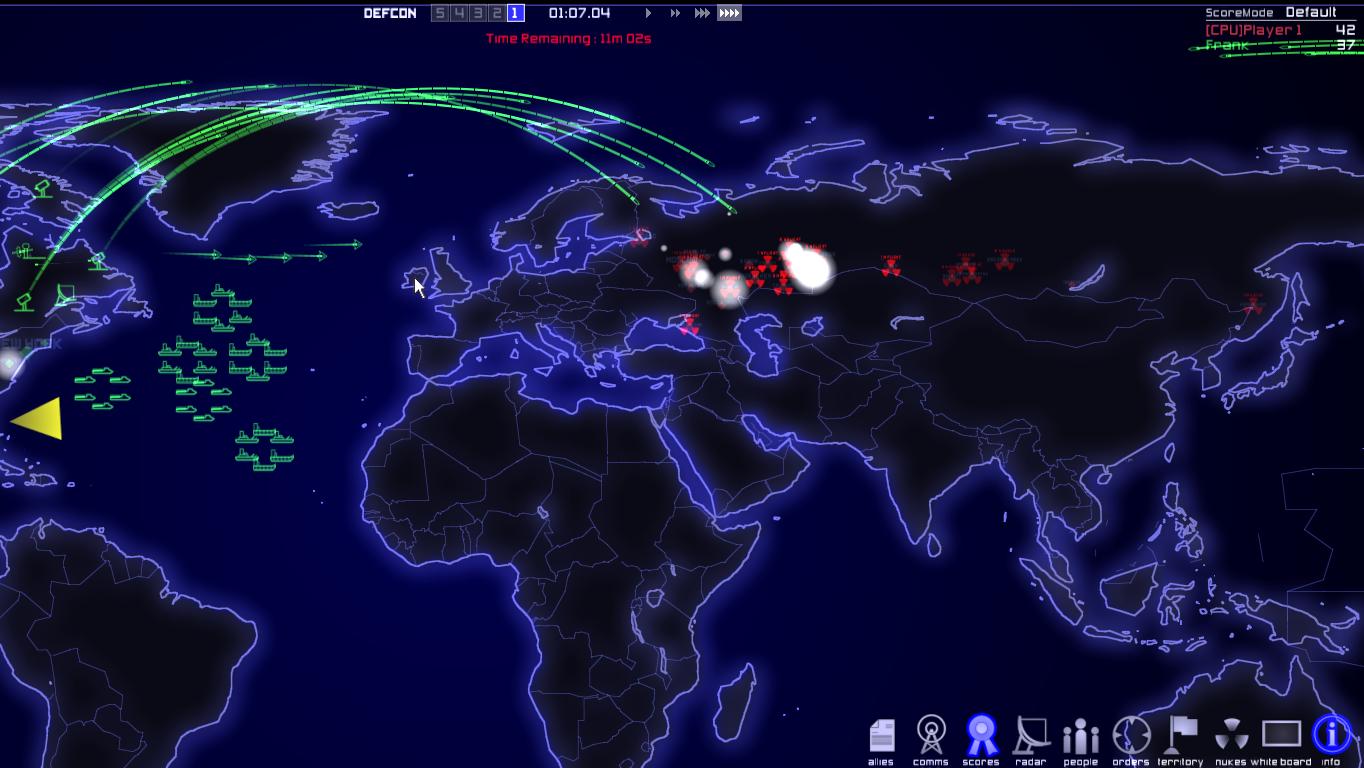 DEFCON 5 4 3 2 1 01:07.04
Time Remaining : 11m 02s
ScoreMode Default
[CPU]Player 1 42
Frank 37
allies comms scores radar people orders territory nukes white board info